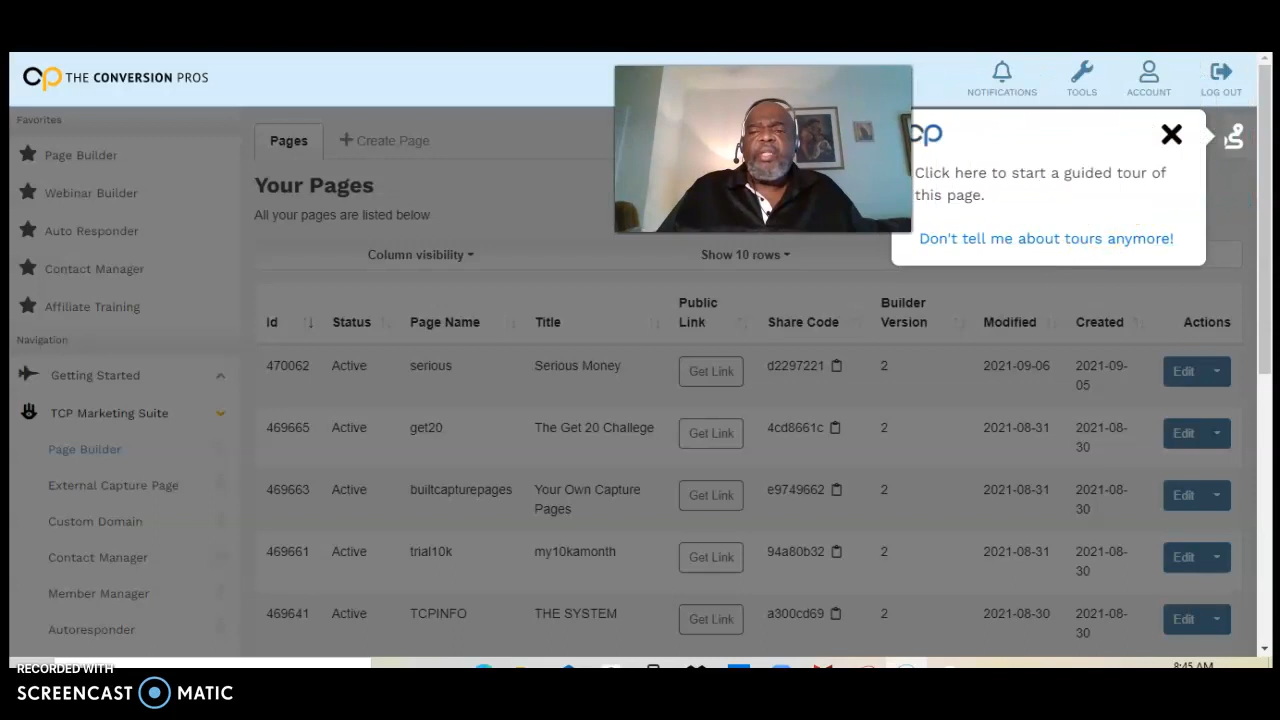 THE CONVERSION PROS
NOTIFICATIONS
TOOLS
ACCOUNT
LOG OUT
Favorites
Page Builder
Webinar Builder
Auto Responder
Contact Manager
Affiliate Training
Navigation
Getting Started
TCP Marketing Suite
Page Builder
External Capture Page
Custom Domain
Contact Manager
Member Manager
Autoresponder
Pages
Create Page
Your Pages
All your pages are listed below
cp
Click here to start a guided tour of
this page.
Don't tell me about tours anymore!
Column visibility
Show 10 rows
Id Status Page Name Title Public Link Share Code Builder Version Modified Created Actions
470062 Active serious Serious Money Get Link d2297221 2 2021-09-06 2021-09-05 Edit
469665 Active get20 The Get 20 Challege Get Link 4cd8661c 2 2021-08-31 2021-08-30 Edit
469663 Active builtcapturepages Your Own Capture Pages Get Link e9749662 2 2021-08-31 2021-08-30 Edit
469661 Active trial10k my10kamonth Get Link 94a80b32 2 2021-08-31 2021-08-30 Edit
469641 Active TCPINFO THE SYSTEM Get Link a300cd69 2 2021-08-30 2021-08-30 Edit
8:45 AM
RECORDED WITH
SCREENCAST MATIC